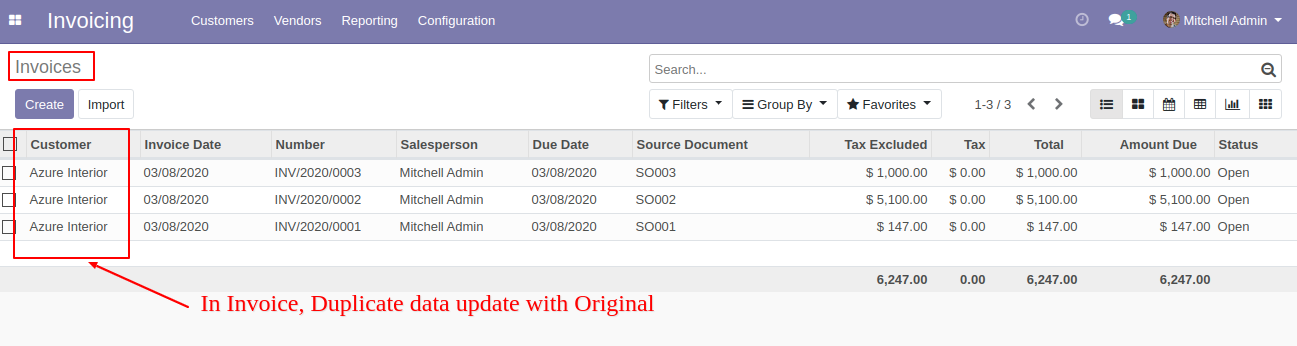 Invoicing Customers Vendors Reporting Configuration 1 Mitchell Admin
Invoices
Search...
Create Import Filters Group By Favorites 1-3 / 3
Customer Invoice Date Number Salesperson Due Date Source Document Tax Excluded Tax Total Amount Due Status
Azure Interior 03/08/2020 INV/2020/0003 Mitchell Admin 03/08/2020 SO003 $ 1,000.00 $ 0.00 $ 1,000.00 $ 1,000.00 Open
Azure Interior 03/08/2020 INV/2020/0002 Mitchell Admin 03/08/2020 SO002 $ 5,100.00 $ 0.00 $ 5,100.00 $ 5,100.00 Open
Azure Interior 03/08/2020 INV/2020/0001 Mitchell Admin 03/08/2020 SO001 $ 147.00 $ 0.00 $ 147.00 $ 147.00 Open
6,247.00 0.00 6,247.00 6,247.00
In Invoice, Duplicate data update with Original